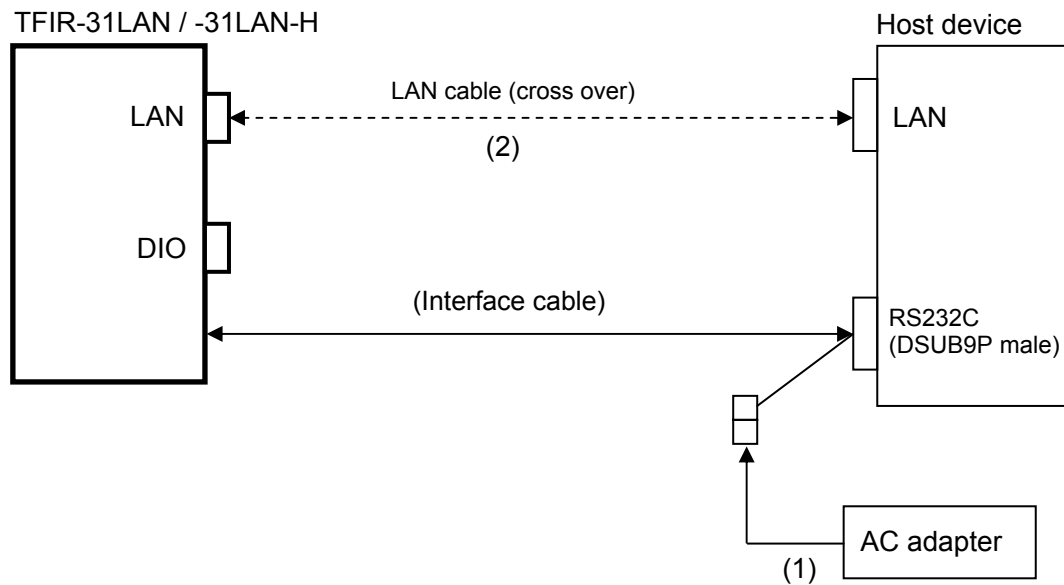 TFIR-31LAN / -31LAN-H
Host device
LAN cable (cross over)
LAN
LAN
(2)
DIO
(Interface cable)
RS232C
(DSUB9P male)
AC adapter
(1)